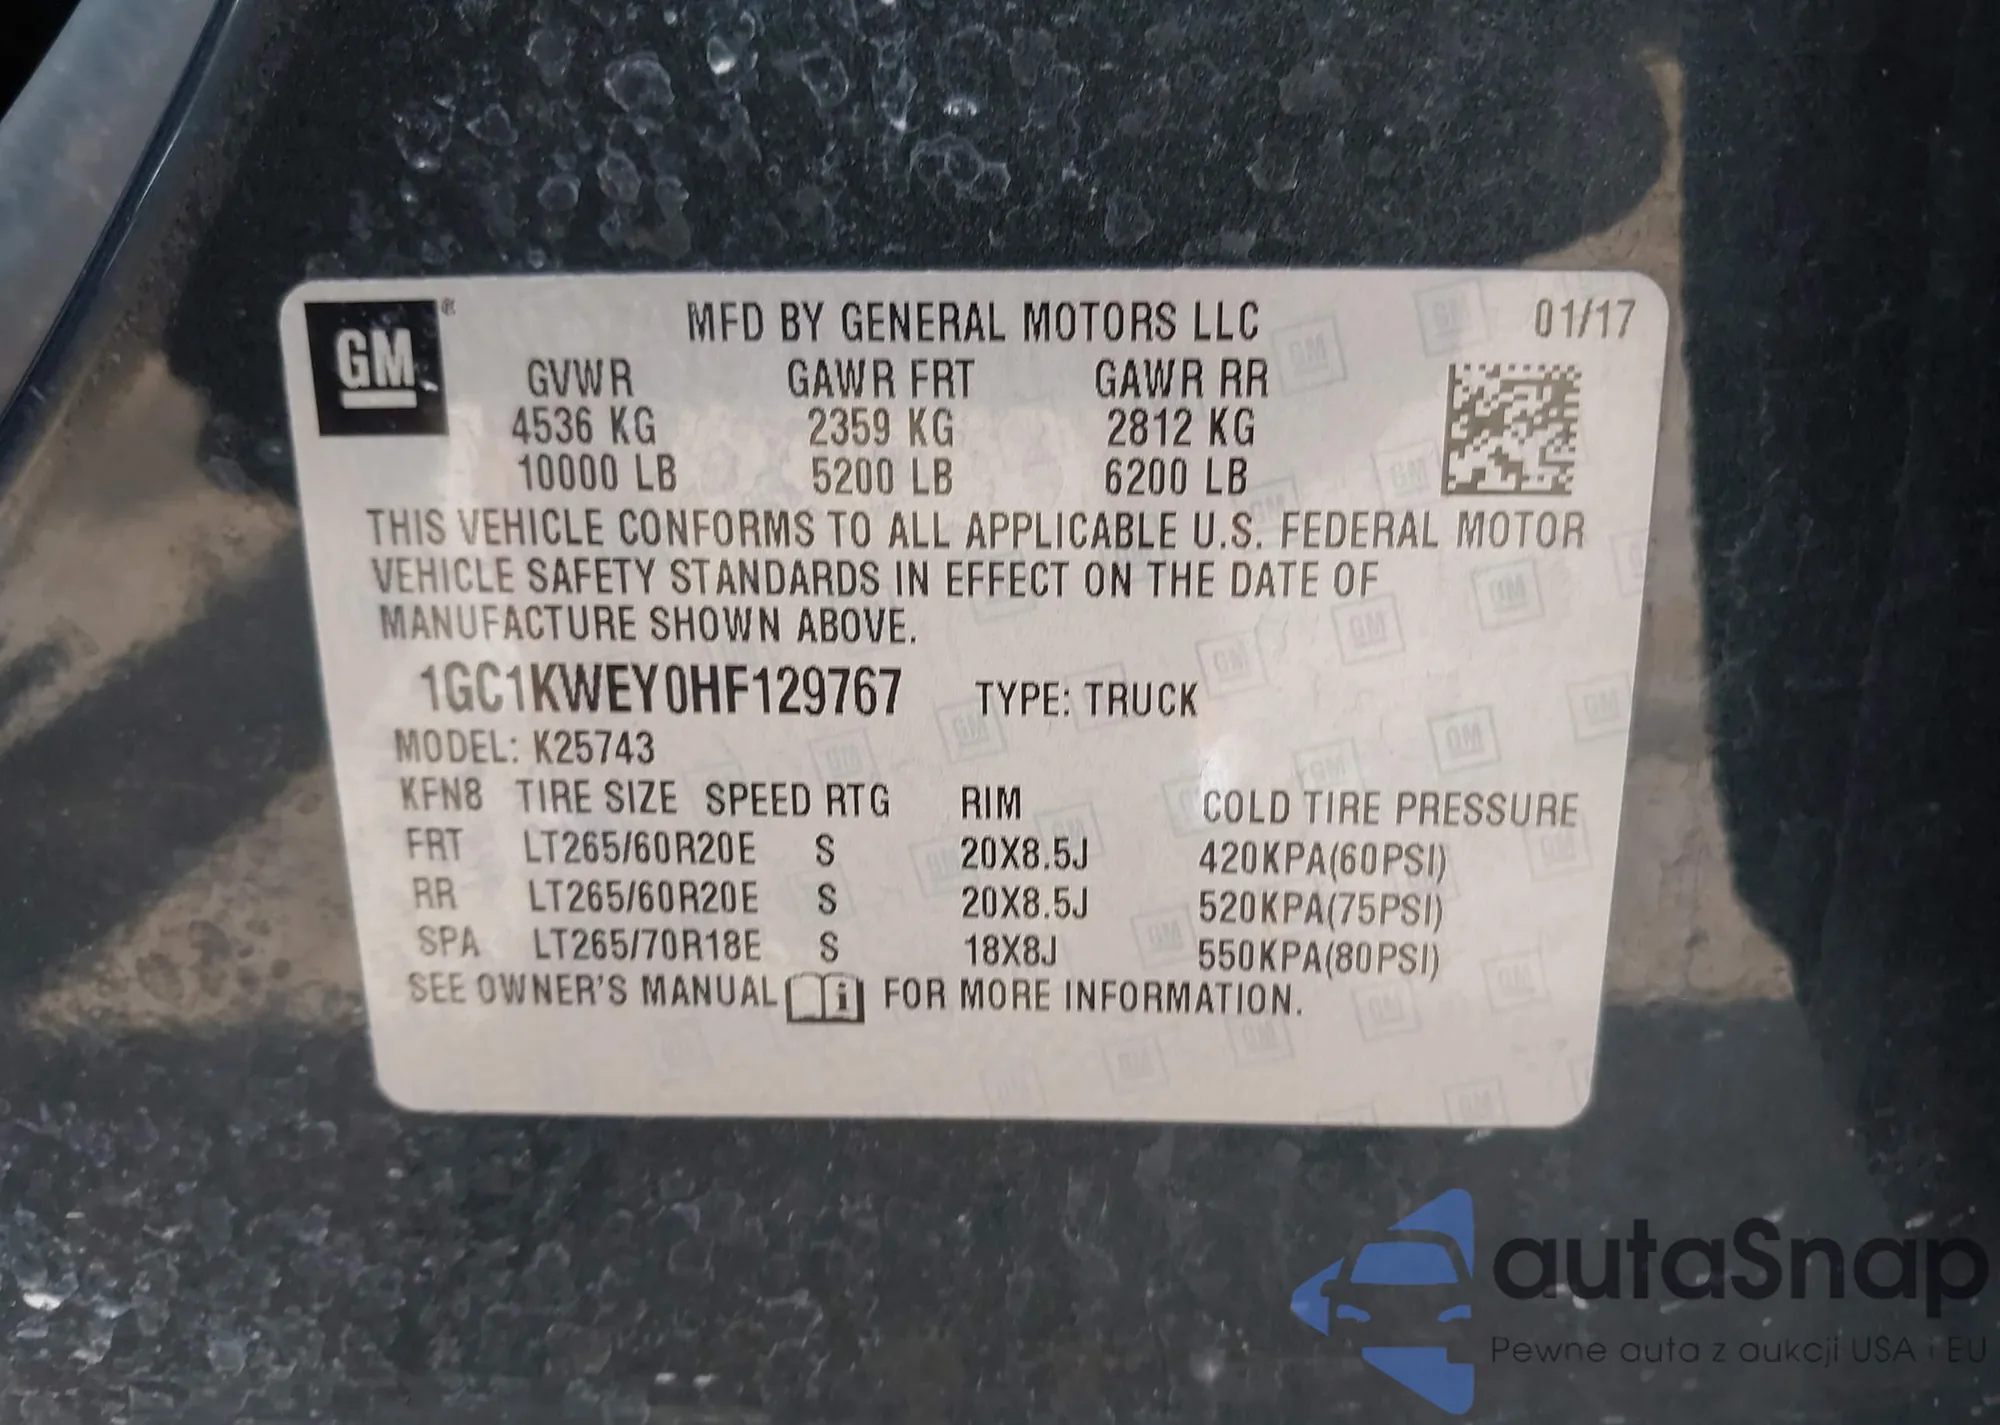 GM®
MFD BY GENERAL MOTORS LLC 01/17
GVWR GAWR FRT GAWR RR
4536 KG 2359 KG 2812 KG
10000 LB 5200 LB 6200 LB
THIS VEHICLE CONFORMS TO ALL APPLICABLE U.S. FEDERAL MOTOR
VEHICLE SAFETY STANDARDS IN EFFECT ON THE DATE OF
MANUFACTURE SHOWN ABOVE.
1GC1KWEY0HF129767 TYPE: TRUCK
MODEL: K25743
KFN8 TIRE SIZE SPEED RTG RIM COLD TIRE PRESSURE
FRT LT265/60R20E S 20X8.5J 420KPA(60PSI)
RR LT265/60R20E S 20X8.5J 520KPA(75PSI)
SPA LT265/70R18E S 18X8J 550KPA(80PSI)
SEE OWNER'S MANUAL i FOR MORE INFORMATION.
autaSnap
Pewne auta z aukcji USA i EU